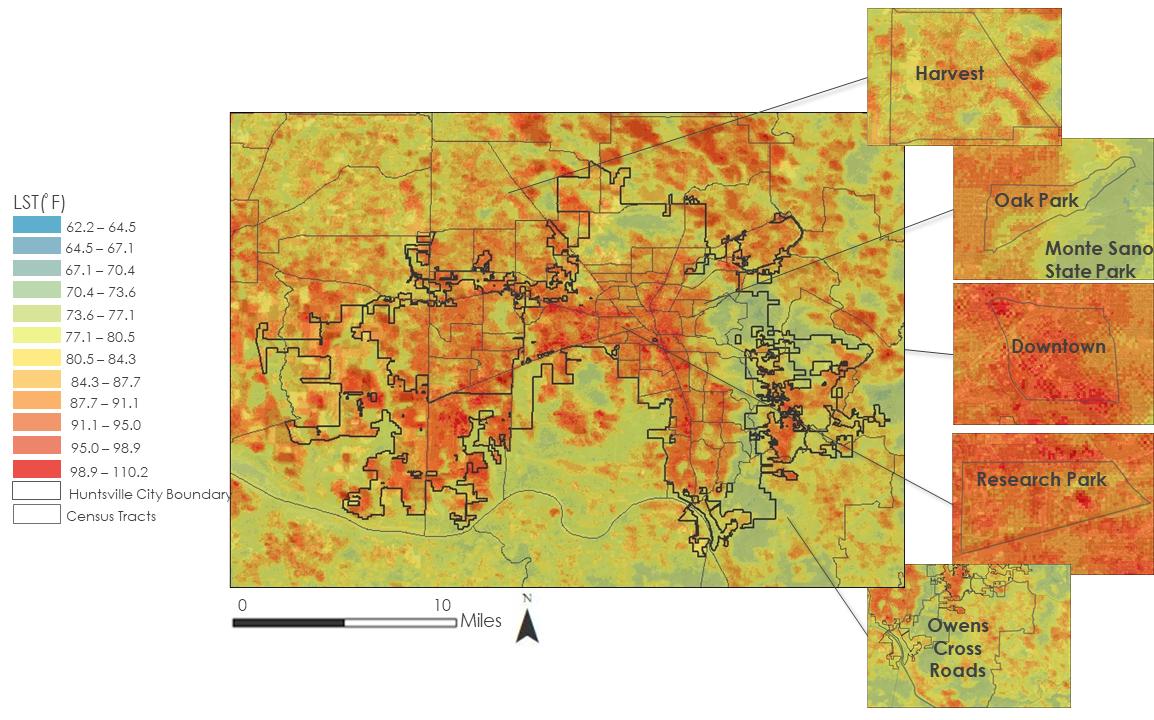 LST(°F)
62.2 – 64.5
64.5 – 67.1
67.1 – 70.4
70.4 – 73.6
73.6 – 77.1
77.1 – 80.5
80.5 – 84.3
84.3 – 87.7
87.7 – 91.1
91.1 – 95.0
95.0 – 98.9
98.9 – 110.2
Huntsville City Boundary
Census Tracts
0 10
Miles
N
Harvest
Oak Park
Monte Sano
State Park
Downtown
Research Park
Owens
Cross
Roads